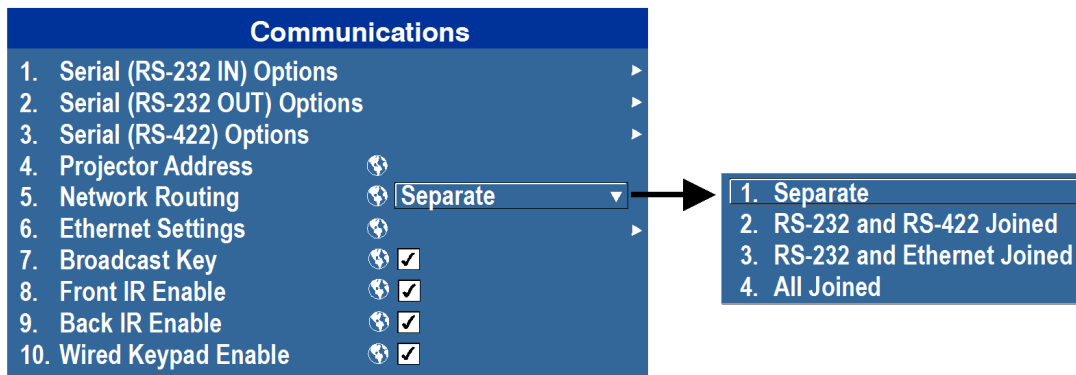 Communications
1. Serial (RS-232 IN) Options
2. Serial (RS-232 OUT) Options
3. Serial (RS-422) Options
4. Projector Address
5. Network Routing Separate
6. Ethernet Settings
7. Broadcast Key
8. Front IR Enable
9. Back IR Enable
10. Wired Keypad Enable
1. Separate
2. RS-232 and RS-422 Joined
3. RS-232 and Ethernet Joined
4. All Joined